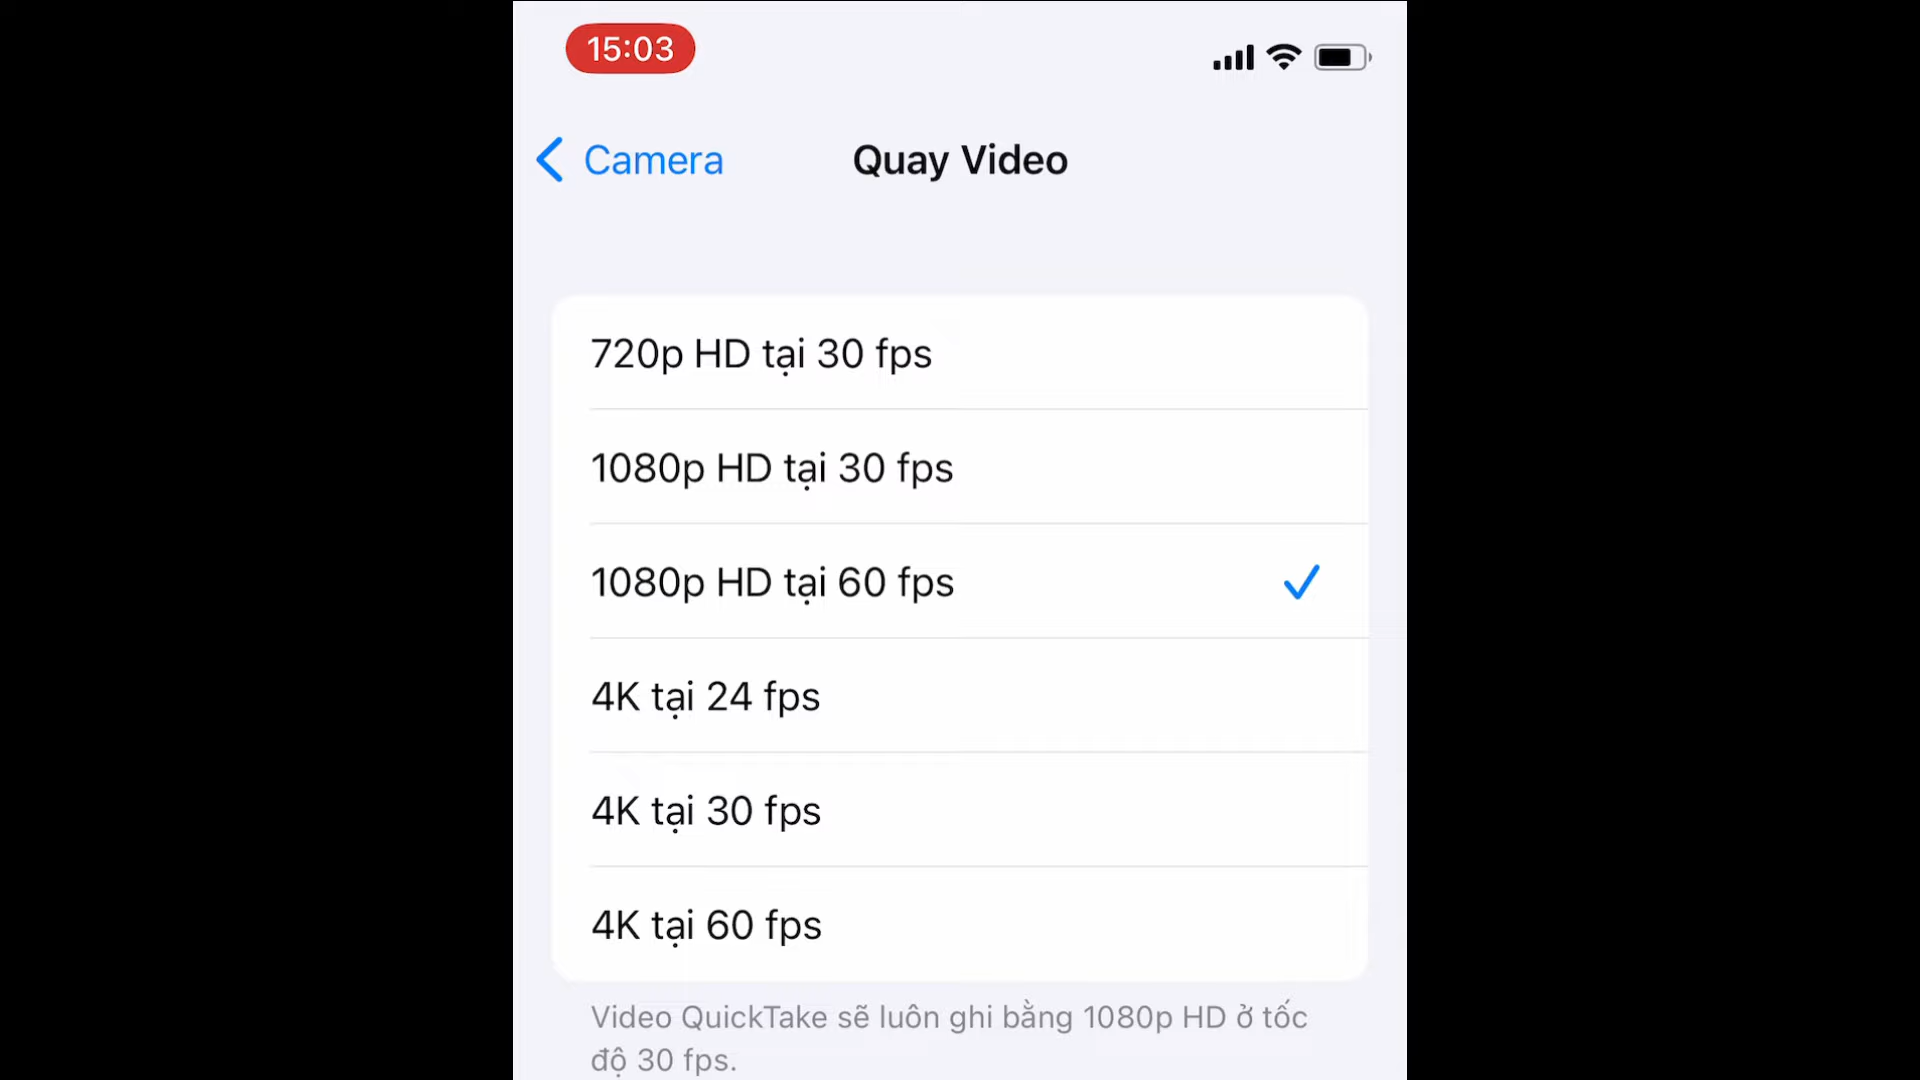 15:03
Camera
Quay Video
720p HD tại 30 fps
1080p HD tại 30 fps
1080p HD tại 60 fps
4K tại 24 fps
4K tại 30 fps
4K tại 60 fps
Video QuickTake sẽ luôn ghi bằng 1080p HD ở tốc
độ 30 fps.